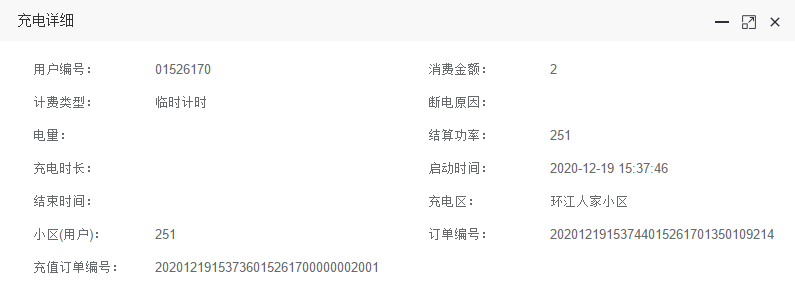 充电详细
用户编号： 01526170 消费金额： 2
计费类型： 临时计时 断电原因：
电量： 结算功率： 251
充电时长： 启动时间： 2020-12-19 15:37:46
结束时间： 充电区： 环江人家小区
小区(用户)： 251 订单编号： 2020121915374401526170135010921​4
充值订单编号： 20201219153736015261700000002001